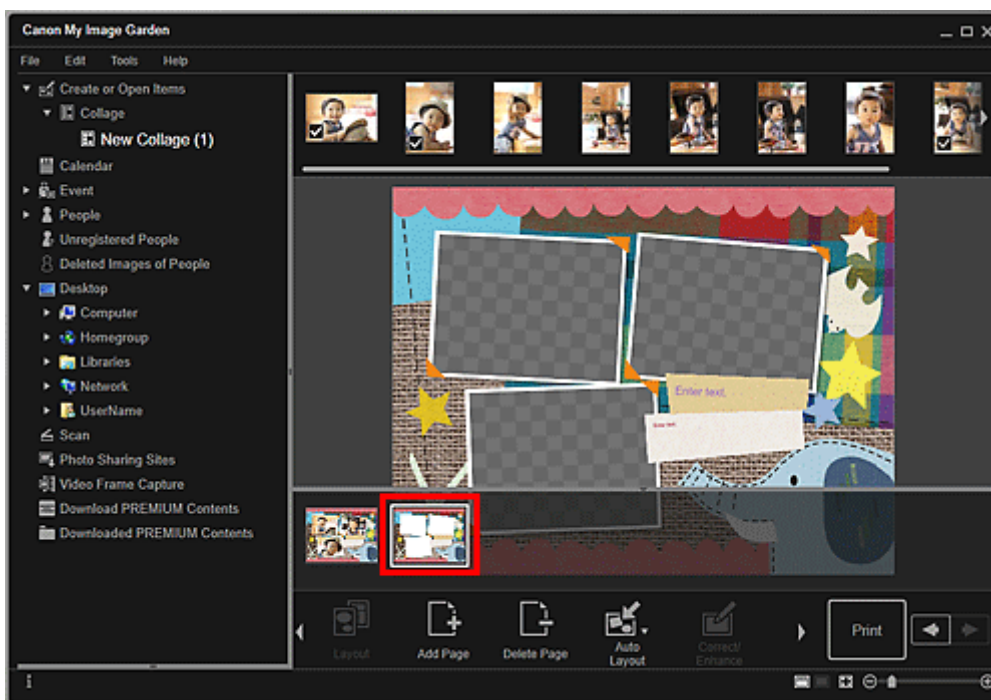 Canon My Image Garden
File Edit Tools Help
Create or Open Items
Collage
New Collage (1)
Calendar
Event
People
Unregistered People
Deleted Images of People
Desktop
Computer
Homegroup
Libraries
Network
UserName
Scan
Photo Sharing Sites
Video Frame Capture
Download PREMIUM Contents
Downloaded PREMIUM Contents
Enter text.
Enter text.
Layout
Add Page
Delete Page
Auto
Layout
Correct/
Enhance
Print